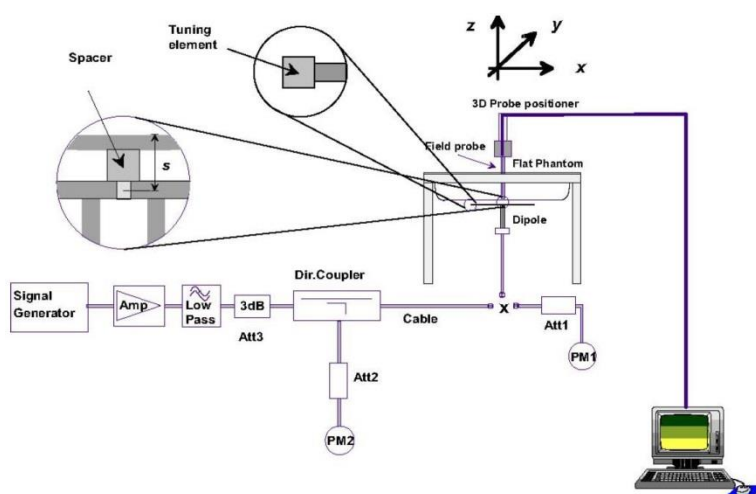 Tuning
element
z
y
x
Spacer
3D Probe positioner
Field probe
Flat Phantom
s
Dipole
Dir.Coupler
Signal
Generator
Amp
Low
Pass
3dB
Att3
Cable
x
Att1
PM1
Att2
PM2